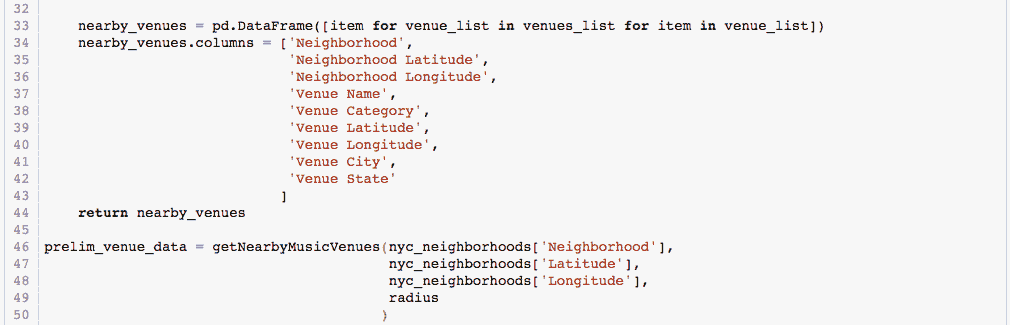 32
33 nearby_venues = pd.DataFrame([item for venue_list in venues_list for item in venue_list])
34 nearby_venues.columns = ['Neighborhood',
35 'Neighborhood Latitude',
36 'Neighborhood Longitude',
37 'Venue Name',
38 'Venue Category',
39 'Venue Latitude',
40 'Venue Longitude',
41 'Venue City',
42 'Venue State'
43 ]
44 return nearby_venues
45
46 prelim_venue_data = getNearbyMusicVenues(nyc_neighborhoods['Neighborhood'],
47 nyc_neighborhoods['Latitude'],
48 nyc_neighborhoods['Longitude'],
49 radius
50 )